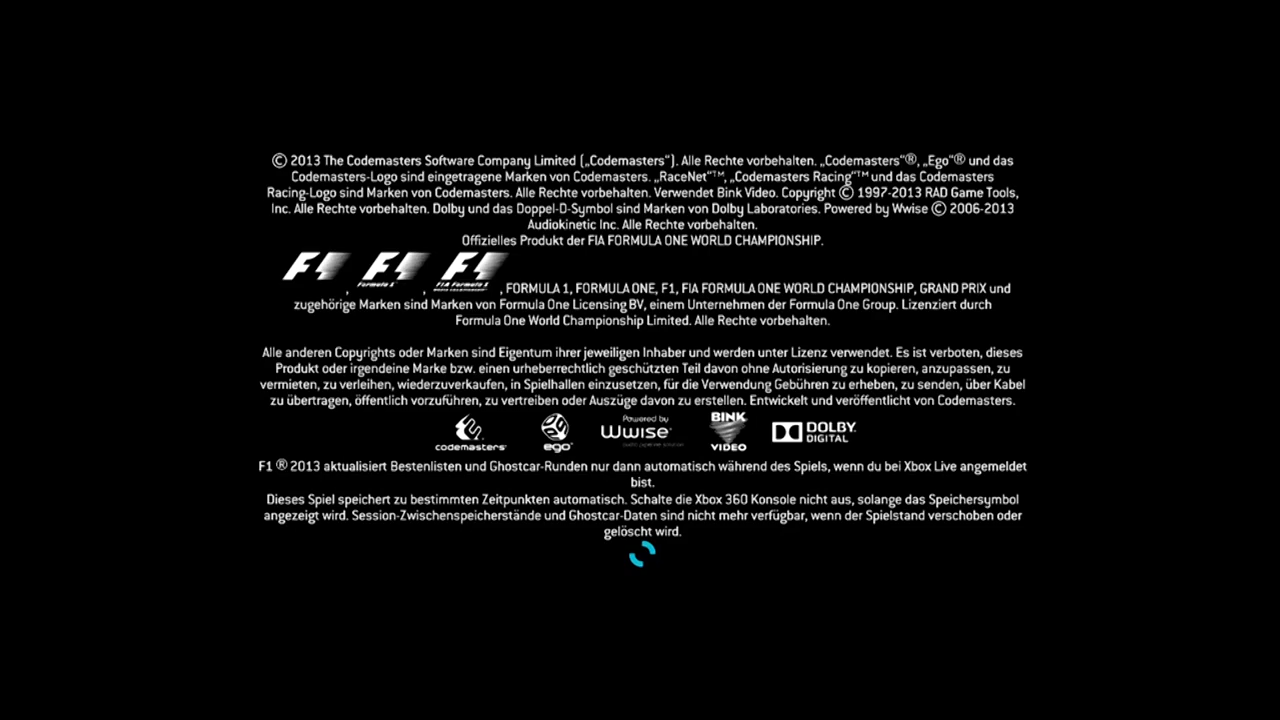 © 2013 The Codemasters Software Company Limited („Codemasters“). Alle Rechte vorbehalten. „Codemasters“®, „Ego“® und das
Codemasters-Logo sind eingetragene Marken von Codemasters. „RaceNet“™, „Codemasters Racing“™ und das Codemasters
Racing-Logo sind Marken von Codemasters. Alle Rechte vorbehalten. Verwendet Bink Video. Copyright © 1997-2013 RAD Game Tools,
Inc. Alle Rechte vorbehalten. Dolby und das Doppel-D-Symbol sind Marken von Dolby Laboratories. Powered by Wwise © 2006-2013
Audiokinetic Inc. Alle Rechte vorbehalten.
Offizielles Produkt der FIA FORMULA ONE WORLD CHAMPIONSHIP.
F1 , F1 Formula 1 , F1 FIA Formula 1 , FORMULA 1, FORMULA ONE, F1, FIA FORMULA ONE WORLD CHAMPIONSHIP, GRAND PRIX und
zugehörige Marken sind Marken von Formula One Licensing BV, einem Unternehmen der Formula One Group. Lizenziert durch
Formula One World Championship Limited. Alle Rechte vorbehalten.
Alle anderen Copyrights oder Marken sind Eigentum ihrer jeweiligen Inhaber und werden unter Lizenz verwendet. Es ist verboten, dieses
Produkt oder irgendeine Marke bzw. einen urheberrechtlich geschützten Teil davon ohne Autorisierung zu kopieren, anzupassen, zu
vermieten, zu verleihen, wiederzuverkaufen, in Spielhallen einzusetzen, für die Verwendung Gebühren zu erheben, zu senden, über Kabel
zu übertragen, öffentlich vorzuführen, zu vertreiben oder Auszüge davon zu erstellen. Entwickelt und veröffentlicht von Codemasters.
codemasters ego Powered by Wwise BINK VIDEO DOLBY DIGITAL
F1 ® 2013 aktualisiert Bestenlisten und Ghostcar-Runden nur dann automatisch während des Spiels, wenn du bei Xbox Live angemeldet
bist.
Dieses Spiel speichert zu bestimmten Zeitpunkten automatisch. Schalte die Xbox 360 Konsole nicht aus, solange das Speichersymbol
angezeigt wird. Session-Zwischenspeicherstände und Ghostcar-Daten sind nicht mehr verfügbar, wenn der Spielstand verschoben oder
gelöscht wird.